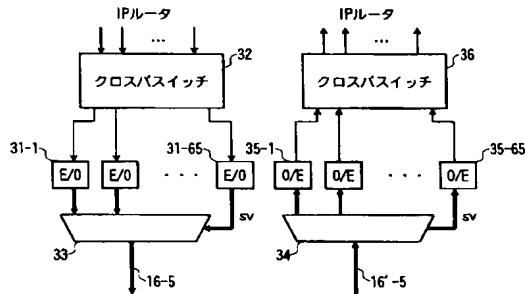 IPルータ
IPルータ
...
...
32
36
クロスバスイッチ
クロスバスイッチ
31-1
31-65
35-1
35-65
E/O
E/O
. . .
E/O
O/E
O/E
. . .
O/E
sv
sv
33
34
16-5
16'-5